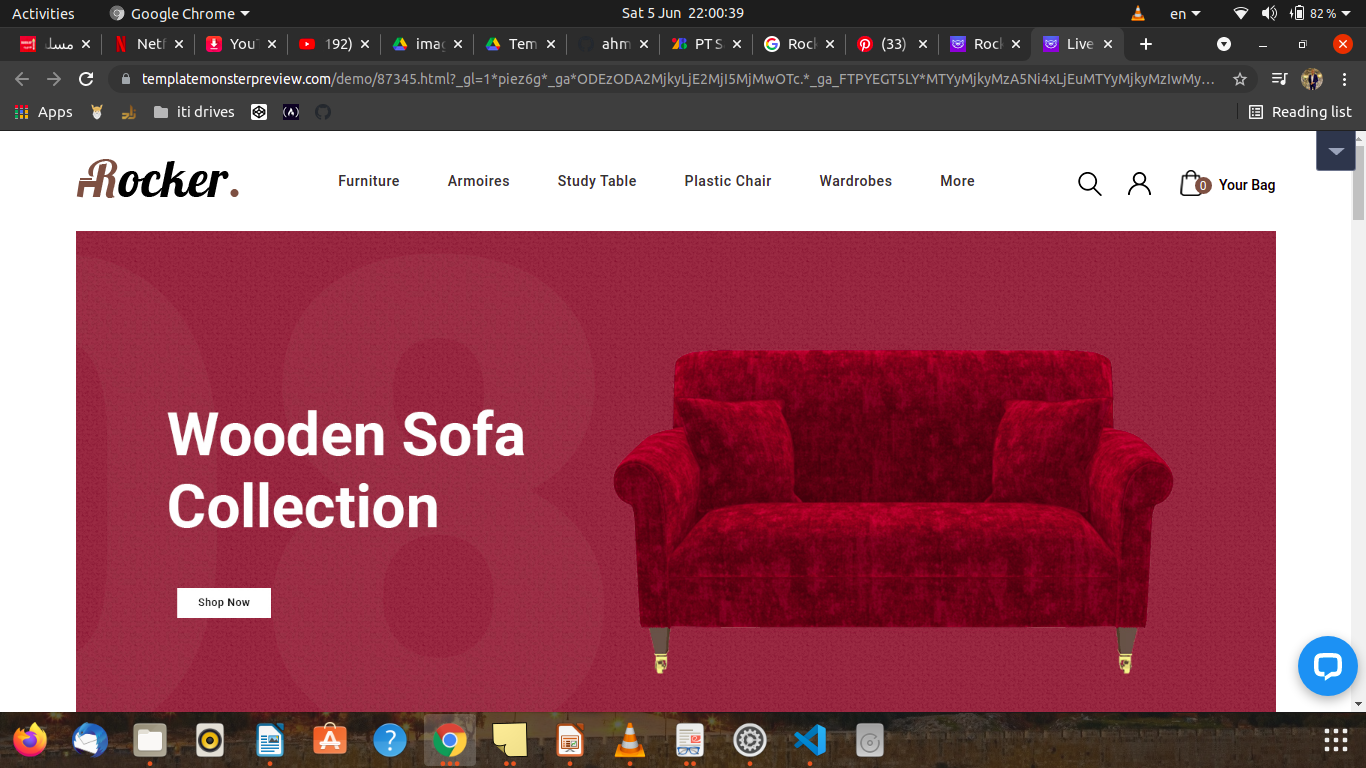 Activities Google Chrome Sat 5 Jun 22:00:39 en 82 %
مسل Netf YouT 192) imag Tem ahm PT S Rock (33) Rock Live
templatemonsterpreview.com/demo/87345.html?_gl=1*piez6g*_ga*ODEzODA2MjkyLjE2MjI5MjMwOTc.*_ga_FTPYEGT5LY*MTYyMjkyMzA5Ni4xLjEuMTYyMjkyMzIwMy...
Apps iti drives Reading list
Rocker.
Furniture Armoires Study Table Plastic Chair Wardrobes More 0 Your Bag
08
Wooden Sofa
Collection
Shop Now